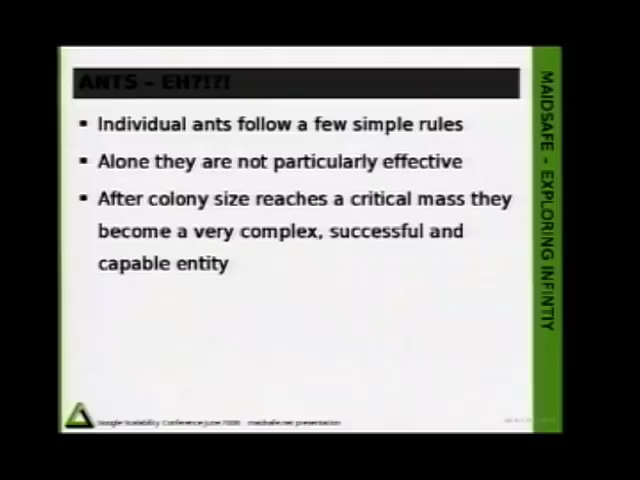 ANTS – EH?!?!
▪ Individual ants follow a few simple rules
▪ Alone they are not particularly effective
▪ After colony size reaches a critical mass they
become a very complex, successful and
capable entity
MAIDSAFE – EXPLORING INFINTIY
Google Scalability Conference June 2008 maidsafe.net presentation